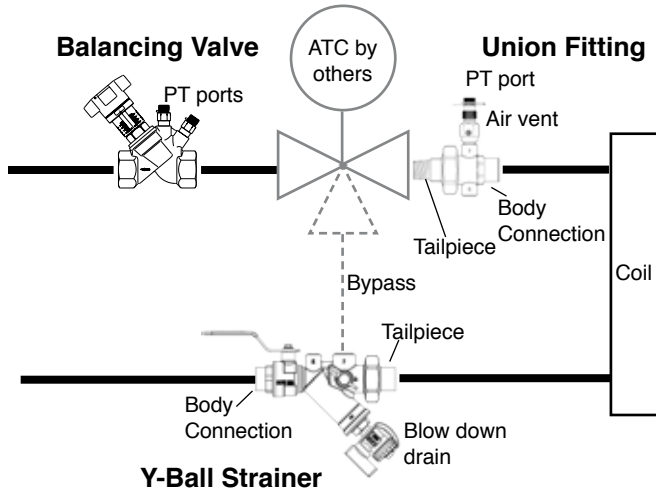 Balancing Valve
ATC by
others
Union Fitting
PT ports
PT port
Air vent
Tailpiece
Body
Connection
Coil
Bypass
Tailpiece
Body
Connection
Blow down
drain
Y-Ball Strainer